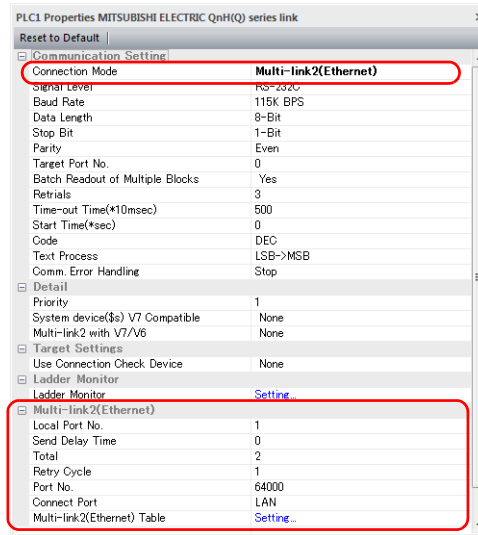 PLC1 Properties MITSUBISHI ELECTRIC QnH(Q) series link
Reset to Default
Communication Setting
Connection Mode Multi-link2(Ethernet)
Signal Level RS-232C
Baud Rate 115K BPS
Data Length 8-Bit
Stop Bit 1-Bit
Parity Even
Target Port No. 0
Batch Readout of Multiple Blocks Yes
Retrials 3
Time-out Time(*10msec) 500
Start Time(*sec) 0
Code DEC
Text Process LSB->MSB
Comm. Error Handling Stop
Detail
Priority 1
System device($s) V7 Compatible None
Multi-link2 with V7/V6 None
Target Settings
Use Connection Check Device None
Ladder Monitor
Ladder Monitor Setting...
Multi-link2(Ethernet)
Local Port No. 1
Send Delay Time 0
Total 2
Retry Cycle 1
Port No. 64000
Connect Port LAN
Multi-link2(Ethernet) Table Setting...